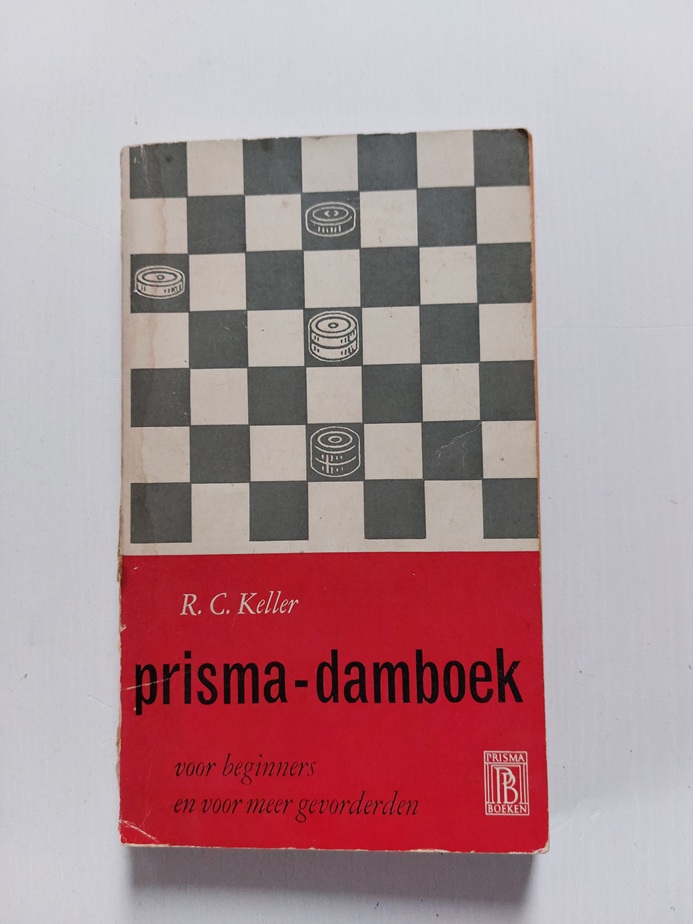 R. C. Keller
prisma-damboek
voor beginners
en voor meer gevorderden
PRISMA
PB
BOEKEN